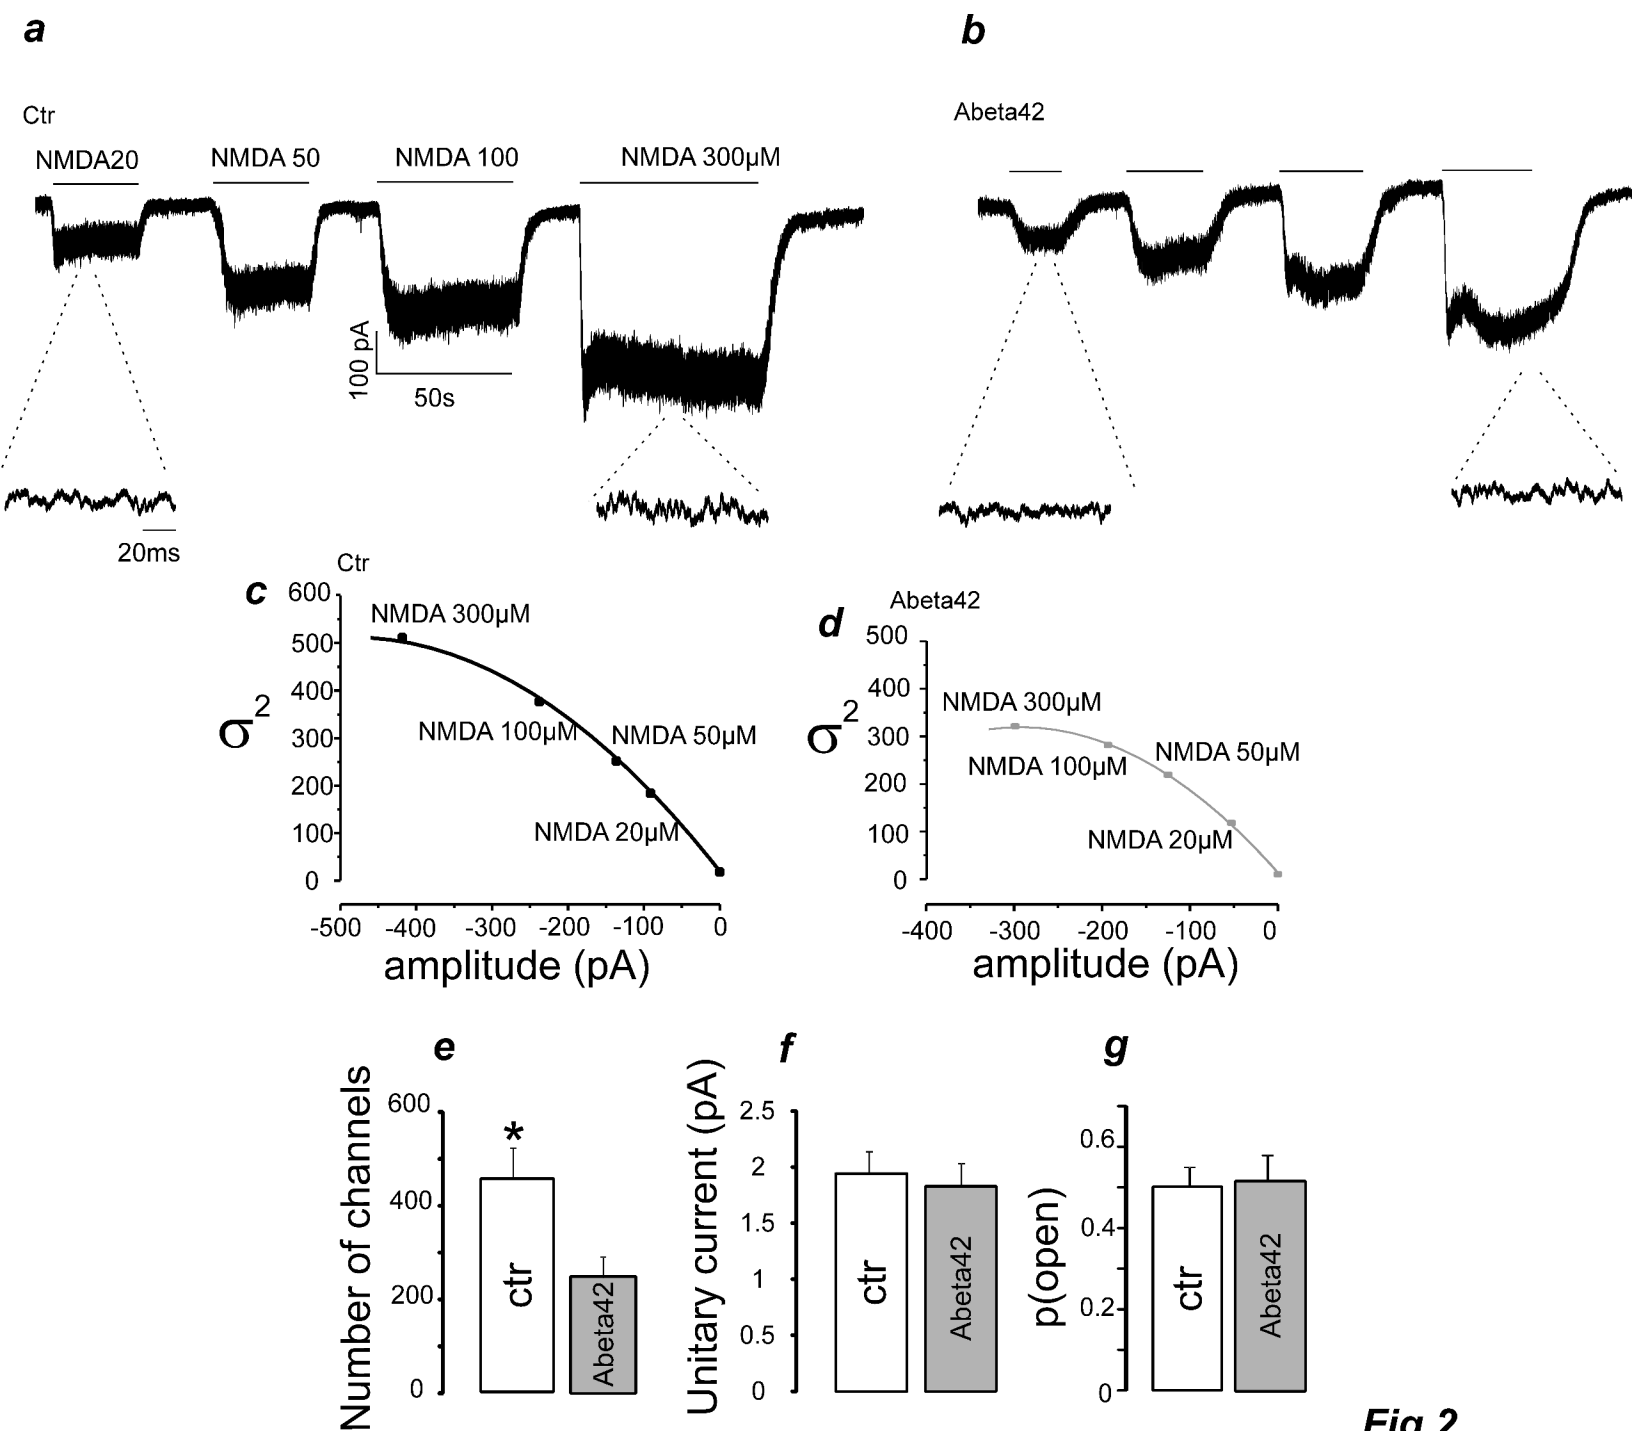 a
b
Ctr
Abeta42
NMDA20
NMDA 50
NMDA 100
NMDA 300µM
100 pA
50s
20ms
c
Ctr
600
500
400
300
200
100
0
σ2
NMDA 300µM
NMDA 100µM
NMDA 50µM
NMDA 20µM
-500 -400 -300 -200 -100 0
amplitude (pA)
d
Abeta42
500
400
300
200
100
0
σ2
NMDA 300µM
NMDA 100µM
NMDA 50µM
NMDA 20µM
-400 -300 -200 -100 0
amplitude (pA)
e
Number of channels
600
400
200
0
*
ctr
Abeta42
f
Unitary current (pA)
2.5
2
1.5
1
0.5
0
ctr
Abeta42
g
p(open)
0.6
0.4
0.2
0
ctr
Abeta42
Fig 2